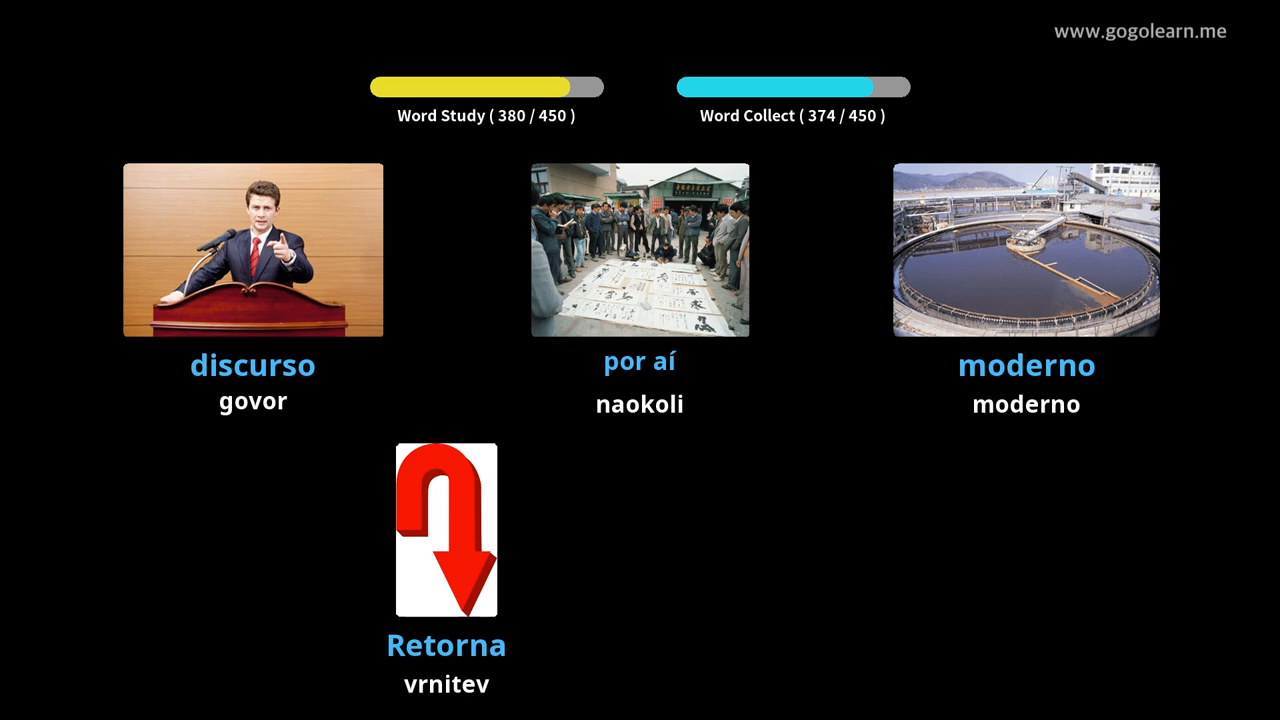 www.gogolearn.me
Word Study ( 380 / 450 )
Word Collect ( 374 / 450 )
discurso
govor
por aí
naokoli
moderno
moderno
Retorna
vrnitev